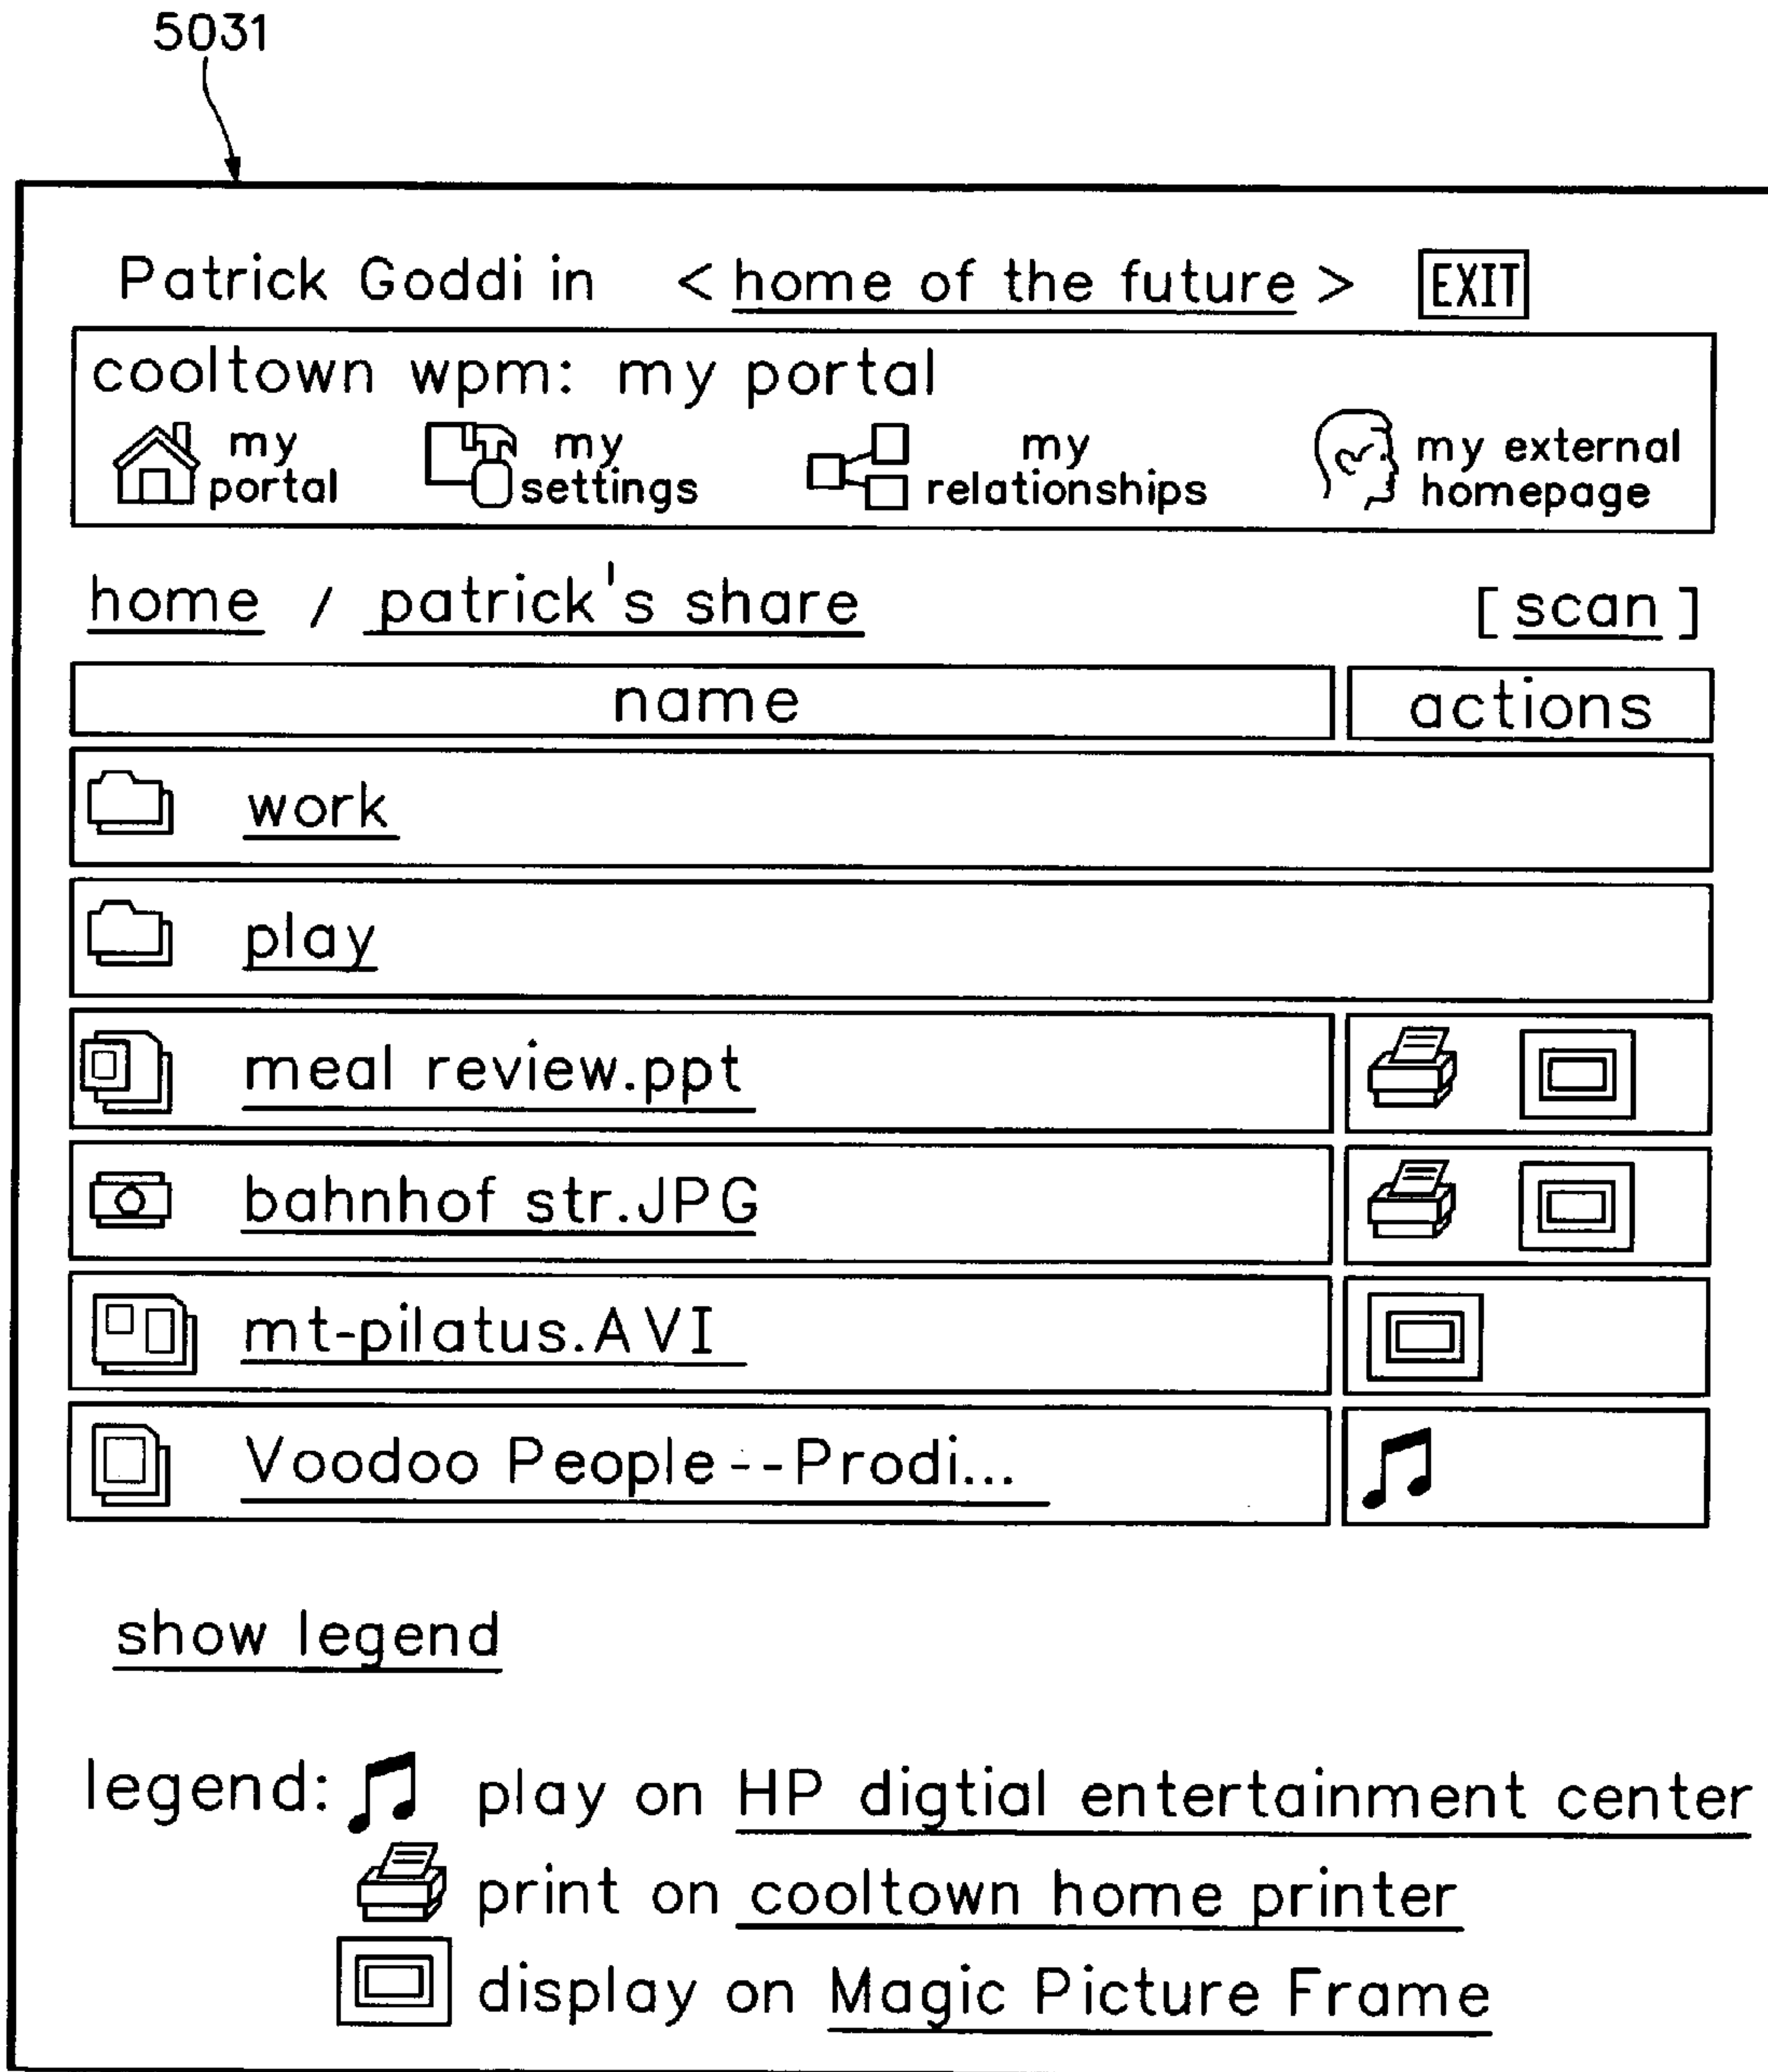 5031
Patrick Goddi in < home of the future > EXIT
cooltown wpm: my portal
my portal my settings my relationships my external homepage
home / patrick's share [ scan ]
name actions
work
play
meal review.ppt
bahnhof str.JPG
mt-pilatus.AVI
Voodoo People--Prodi...
show legend
legend: play on HP digtial entertainment center
print on cooltown home printer
display on Magic Picture Frame